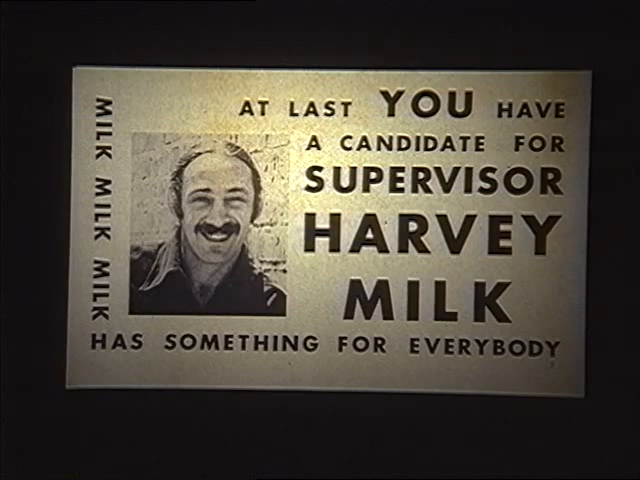 MILK MILK MILK
AT LAST YOU HAVE
A CANDIDATE FOR
SUPERVISOR
HARVEY
MILK
HAS SOMETHING FOR EVERYBODY